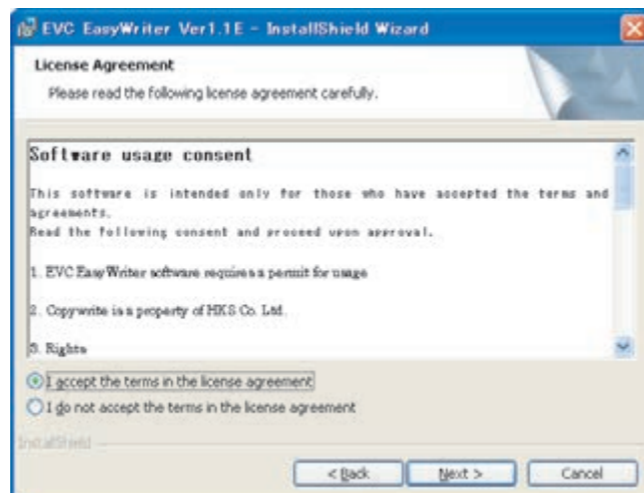 EVC EasyWriter Ver1.1E - InstallShield Wizard
License Agreement
Please read the following license agreement carefully.
Software usage consent
This software is intended only for those who have accepted the terms and
agreements.
Read the following consent and proceed upon approval.
1. EVC EasyWriter software requires a permit for usage
2. Copywrite is a property of HKS Co. Ltd.
3. Rights
I accept the terms in the license agreement
I do not accept the terms in the license agreement
InstallShield
< Back
Next >
Cancel